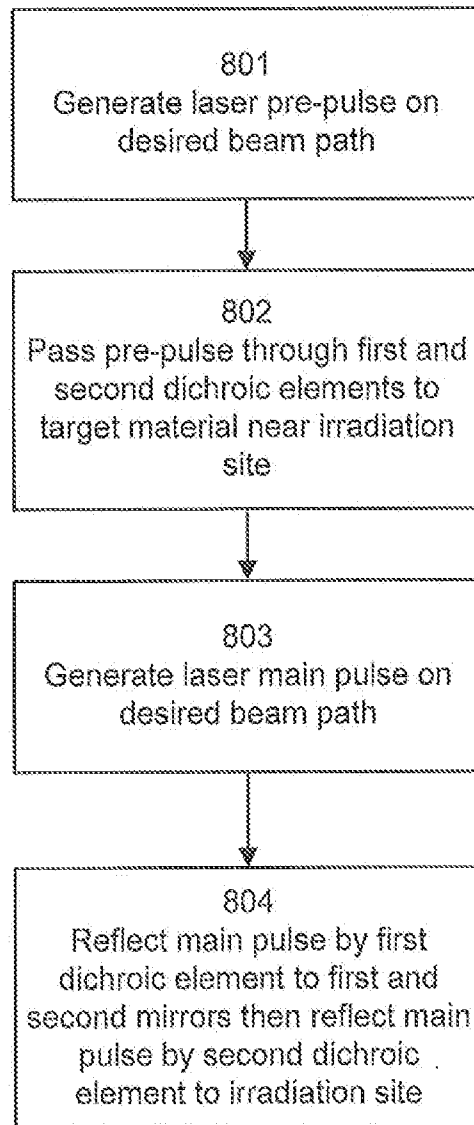 801
Generate laser pre-pulse on
desired beam path
802
Pass pre-pulse through first and
second dichroic elements to
target material near irradiation
site
803
Generate laser main pulse on
desired beam path
804
Reflect main pulse by first
dichroic element to first and
second mirrors then reflect main
pulse by second dichroic
element to irradiation site